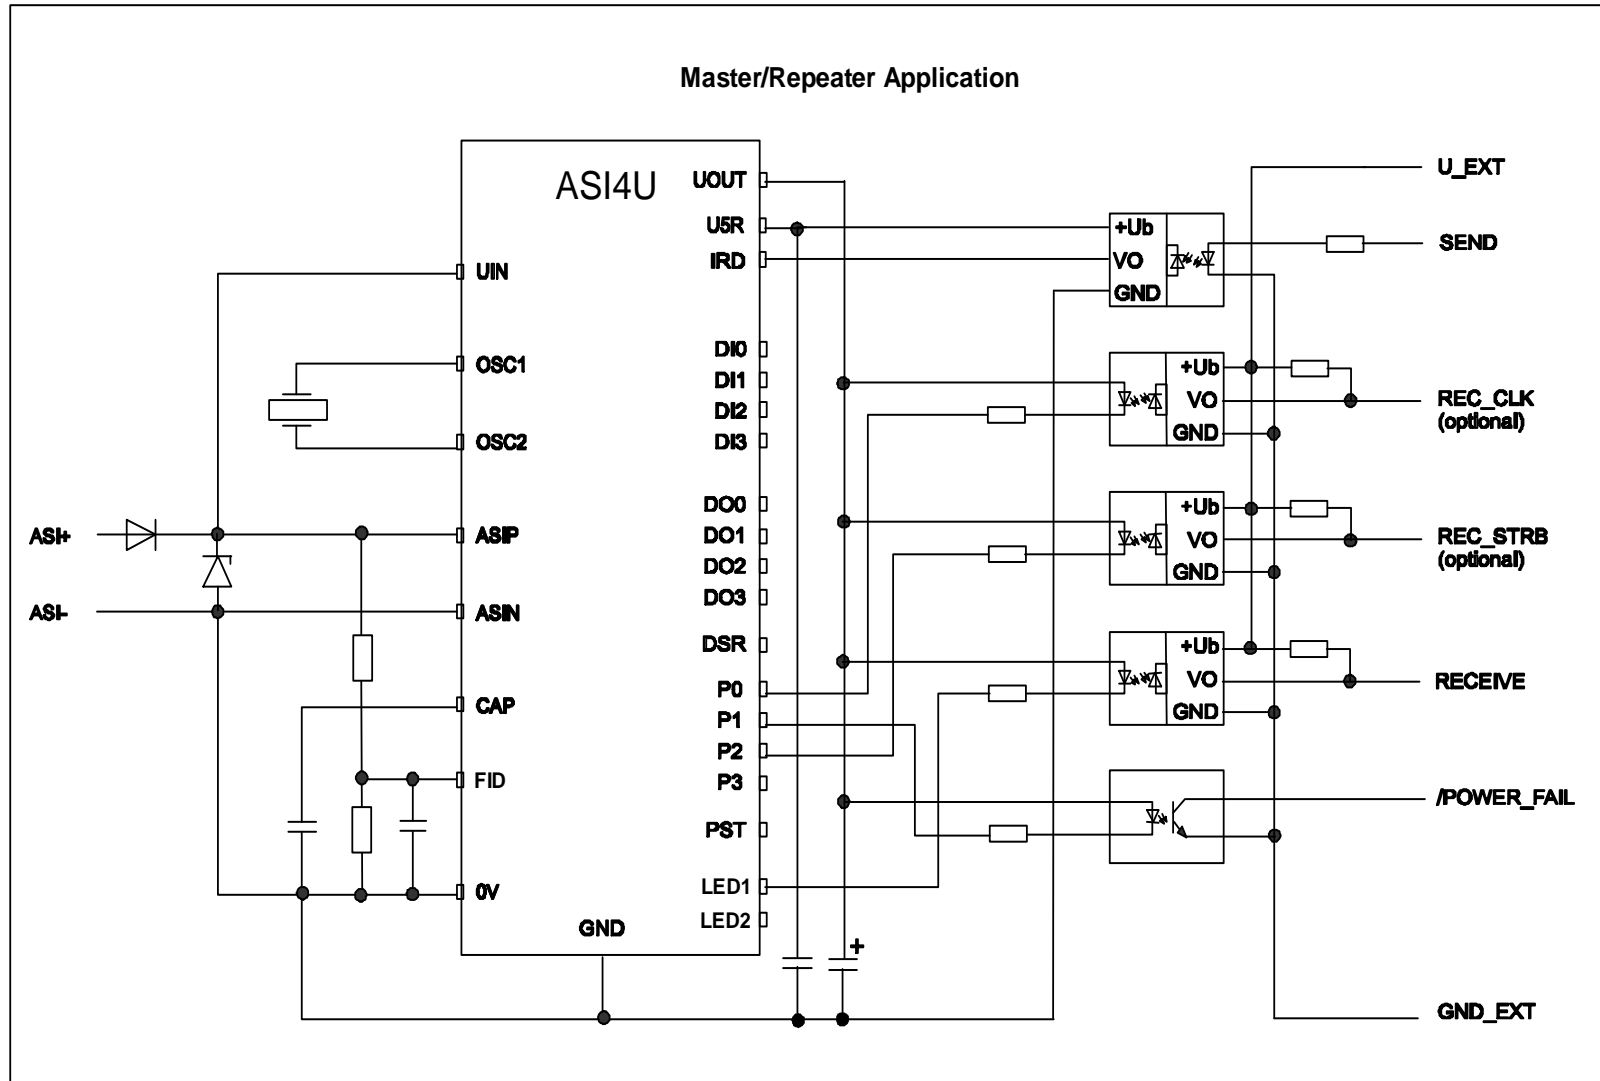 Master/Repeater Application
ASI4U
UIN
OSC1
OSC2
ASI+
ASIP
ASI-
ASIN
CAP
FID
0V
GND
UOUT
U5R
IRD
DI0
DI1
DI2
DI3
DO0
DO1
DO2
DO3
DSR
P0
P1
P2
P3
PST
LED1
LED2
+
+Ub
VO
GND
+Ub
VO
GND
+Ub
VO
GND
+Ub
VO
GND
U_EXT
SEND
REC_CLK
(optional)
REC_STRB
(optional)
RECEIVE
/POWER_FAIL
GND_EXT